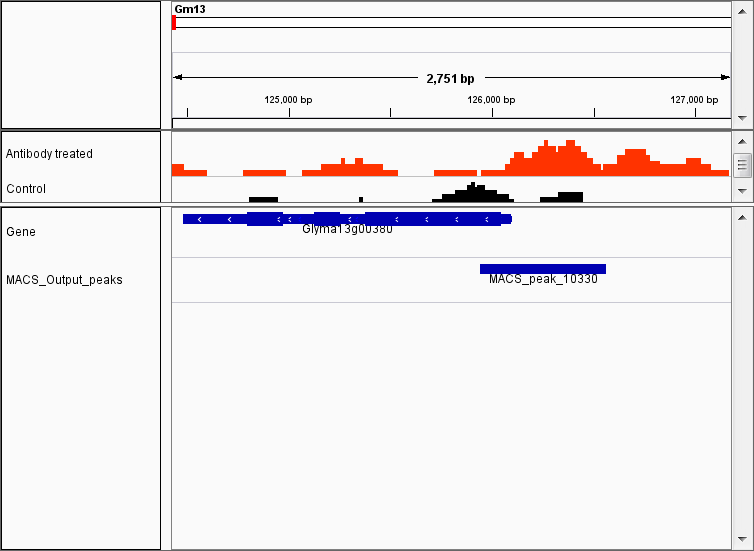 Gm13
2,751 bp
125,000 bp 126,000 bp 127,000 bp
Antibody treated
Control
Gene
Glyma13g00380
MACS_Output_peaks
MACS_peak_10330